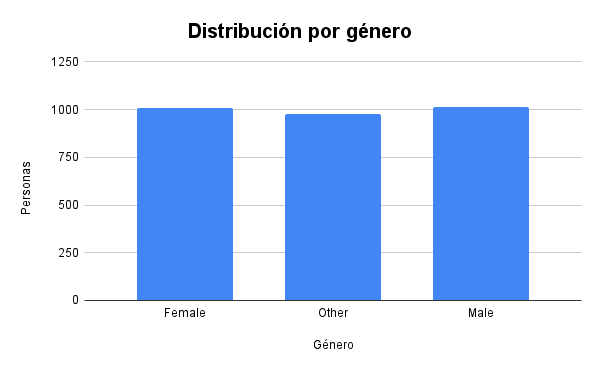 Distribución por género
1250
1000
750
500
250
0
Personas
Female
Other
Male
Género